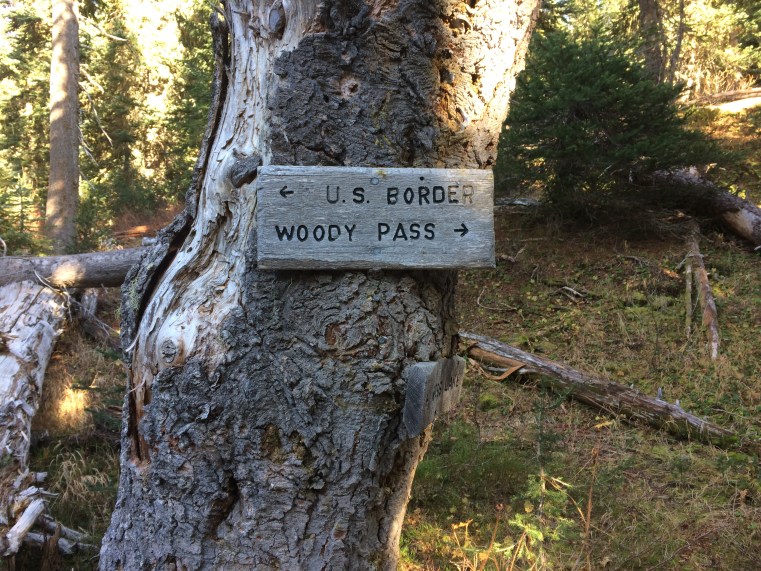 ← U.S. BORDER
WOODY PASS →